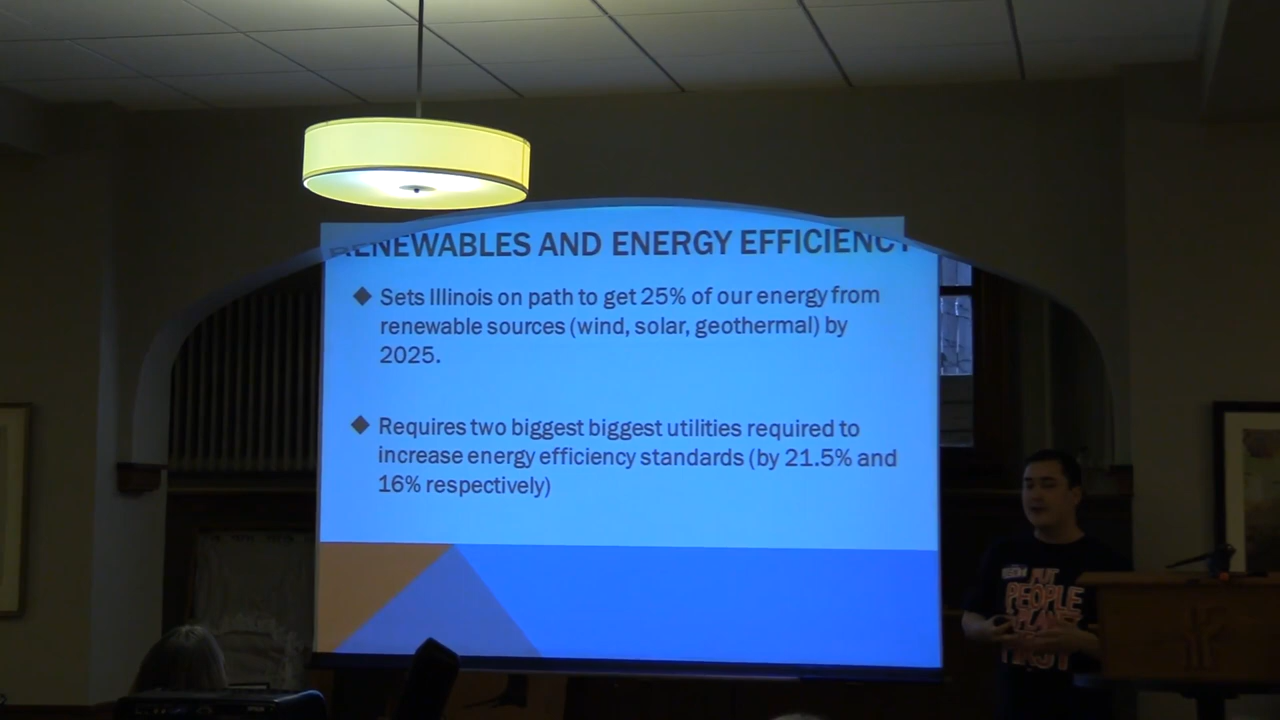 RENEWABLES AND ENERGY EFFICIENCY
Sets Illinois on path to get 25% of our energy from
renewable sources (wind, solar, geothermal) by
2025.
Requires two biggest biggest utilities required to
increase energy efficiency standards (by 21.5% and
16% respectively)
PEOPLE